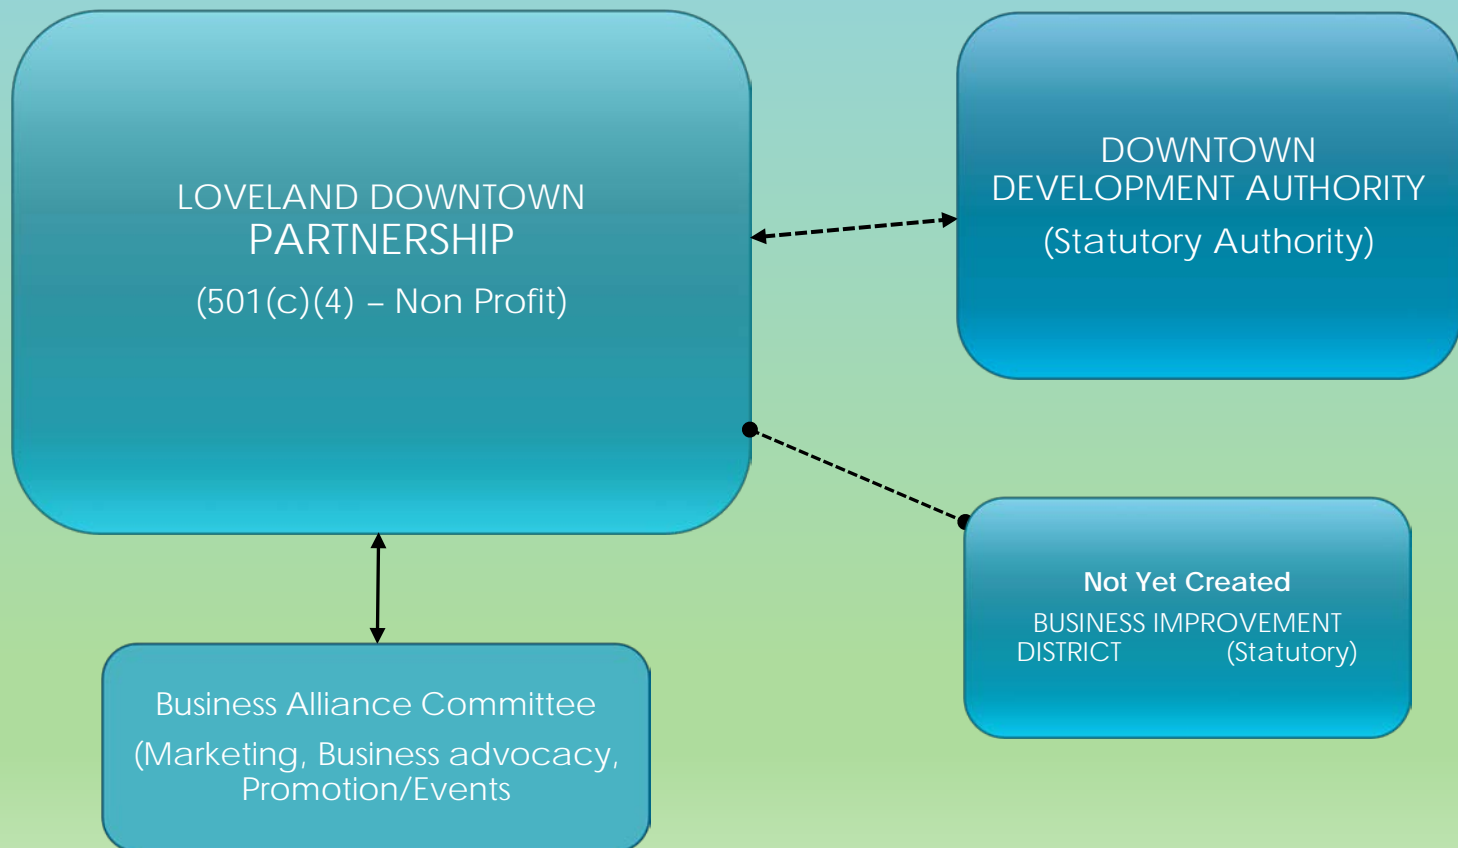 LOVELAND DOWNTOWN
PARTNERSHIP
(501(c)(4) – Non Profit)
DOWNTOWN
DEVELOPMENT AUTHORITY
(Statutory Authority)
Not Yet Created
BUSINESS IMPROVEMENT
DISTRICT (Statutory)
Business Alliance Committee
(Marketing, Business advocacy,
Promotion/Events